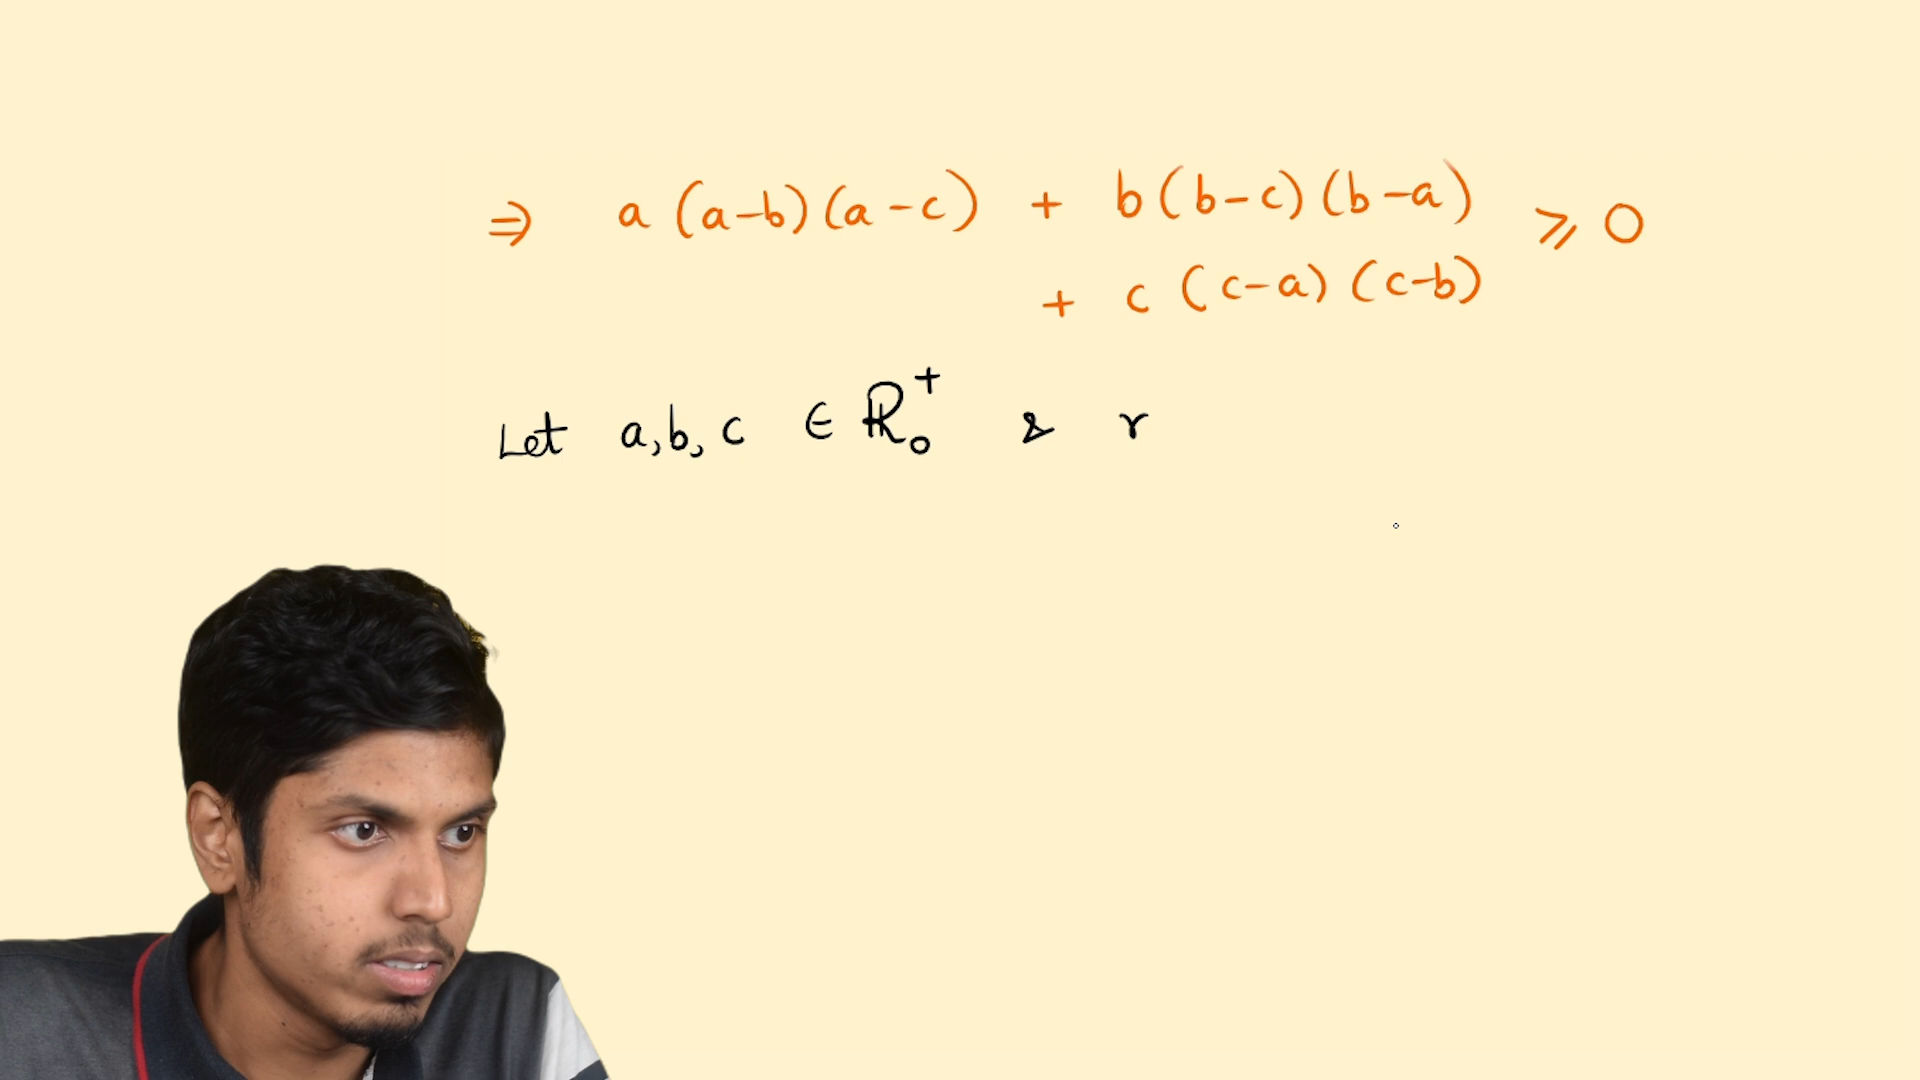 ⇒ a (a-b) (a-c) + b (b-c) (b-a) ⩾ 0
+ c (c-a) (c-b)
Let a, b, c ∈ ℝ₀⁺ & r